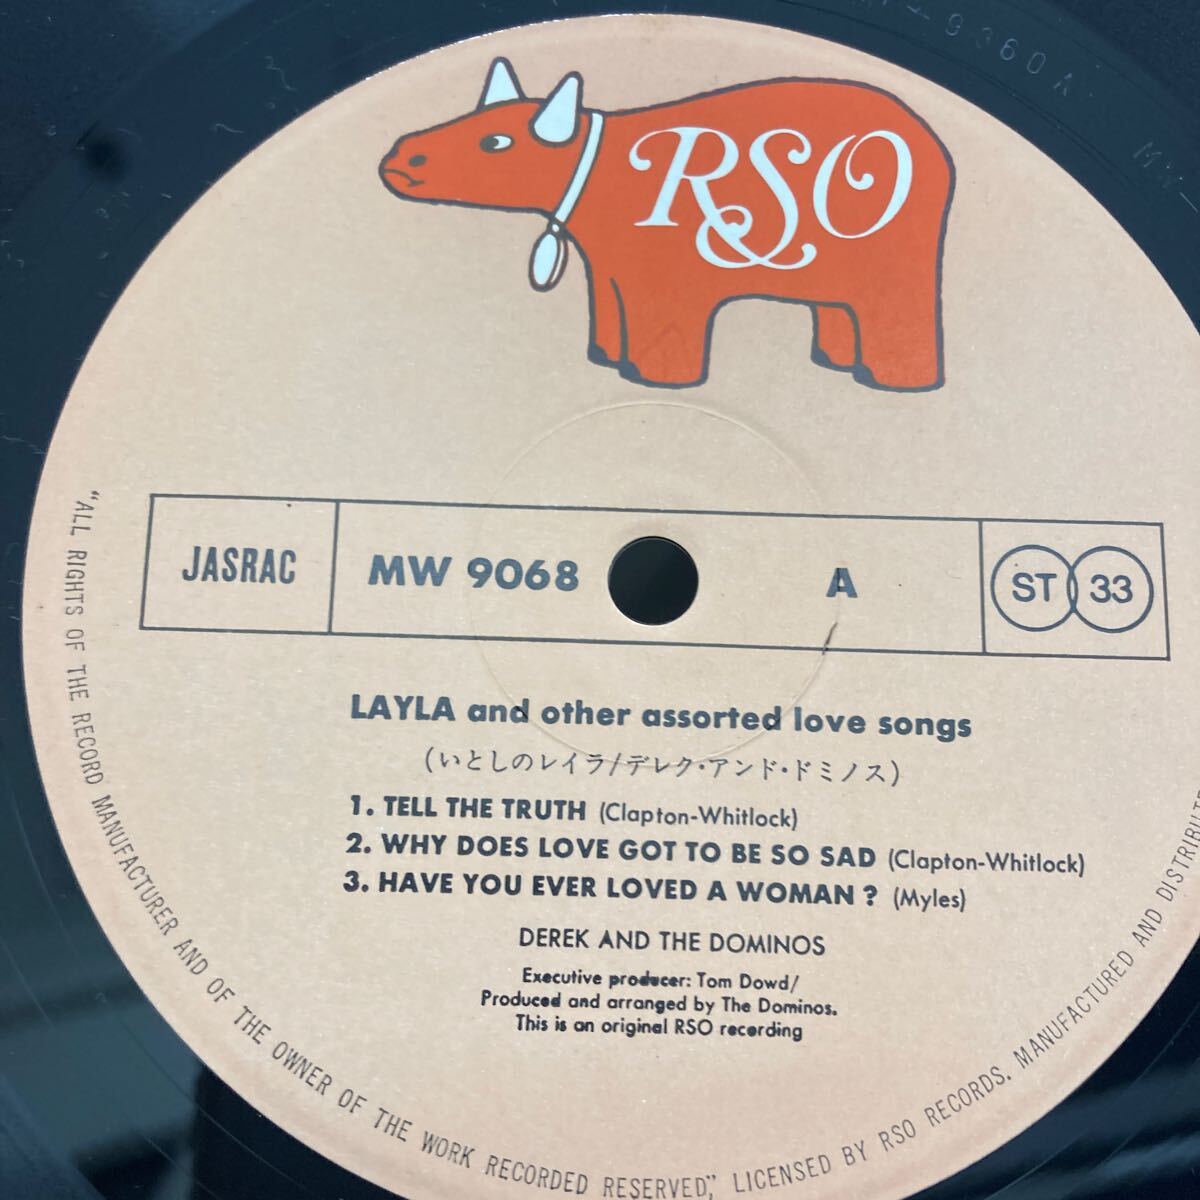 9360A
RSO
JASRAC
MW 9068
A
ST 33
LAYLA and other assorted love songs
(いとしのレイラ/デレク・アンド・ドミノス)
1. TELL THE TRUTH (Clapton-Whitlock)
2. WHY DOES LOVE GOT TO BE SO SAD (Clapton-Whitlock)
3. HAVE YOU EVER LOVED A WOMAN ? (Myles)
DEREK AND THE DOMINOS
Executive producer: Tom Dowd/
Produced and arranged by The Dominos.
This is an original RSO recording
"ALL RIGHTS OF THE RECORD MANUFACTURER AND OF THE OWNER OF THE WORK RECORDED RESERVED," LICENSED BY RSO RECORDS. MANUFACTURED AND DISTRIBUTE